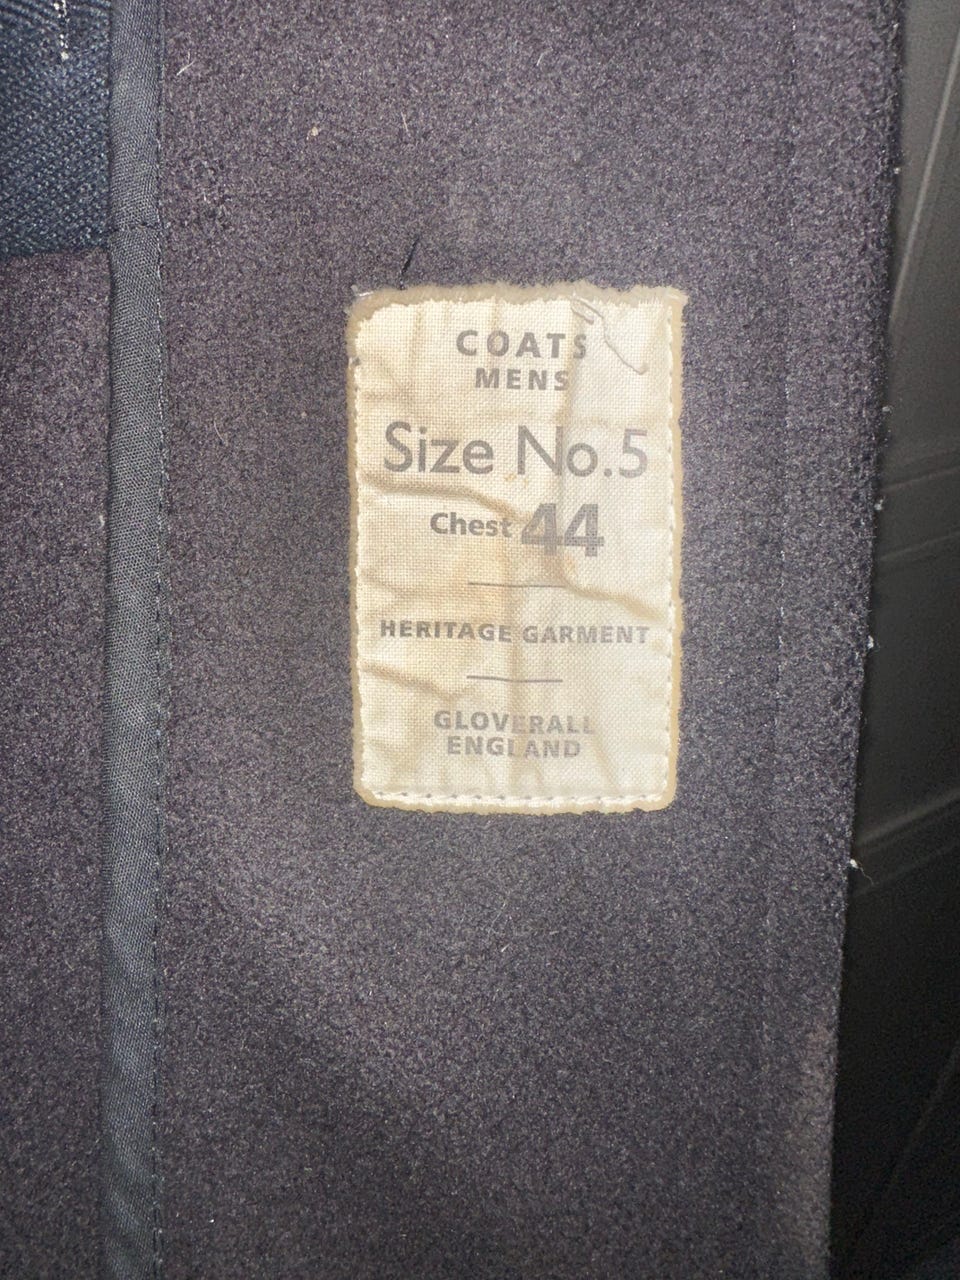 COATS
MENS
Size No.5
Chest 44
HERITAGE GARMENT
GLOVERALL
ENGLAND